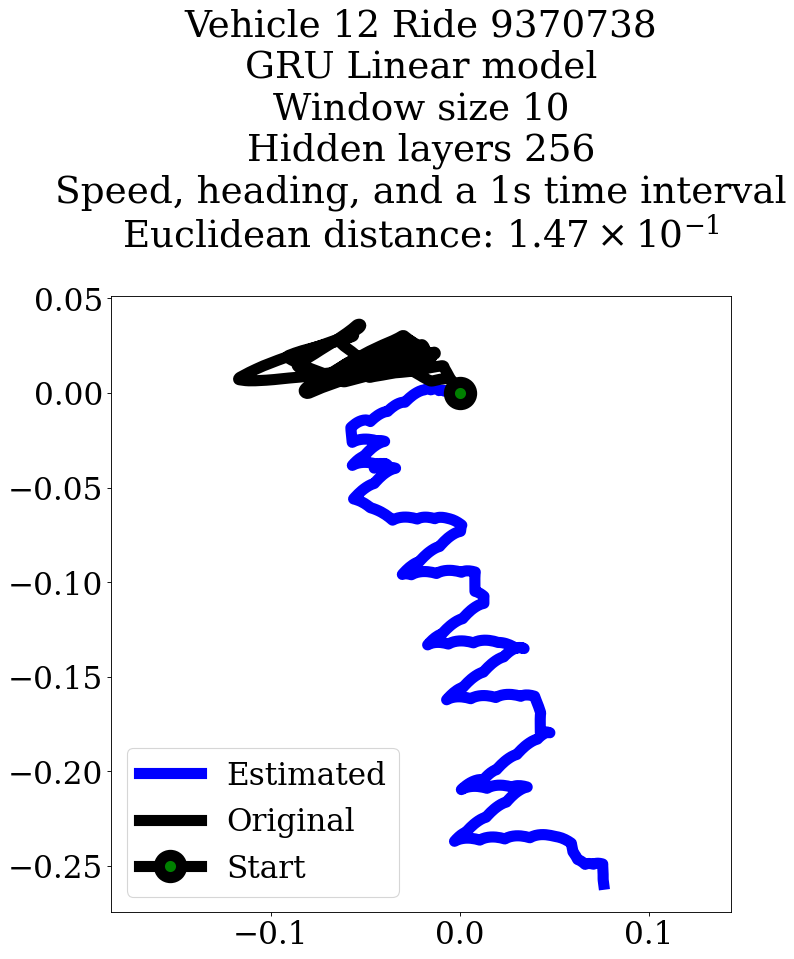 Vehicle 12 Ride 9370738
GRU Linear model
Window size 10
Hidden layers 256
Speed, heading, and a 1s time interval
Euclidean distance: 1.47 × 10⁻¹
0.05
0.00
−0.05
−0.10
−0.15
−0.20
−0.25
Estimated
Original
Start
−0.1 0.0 0.1